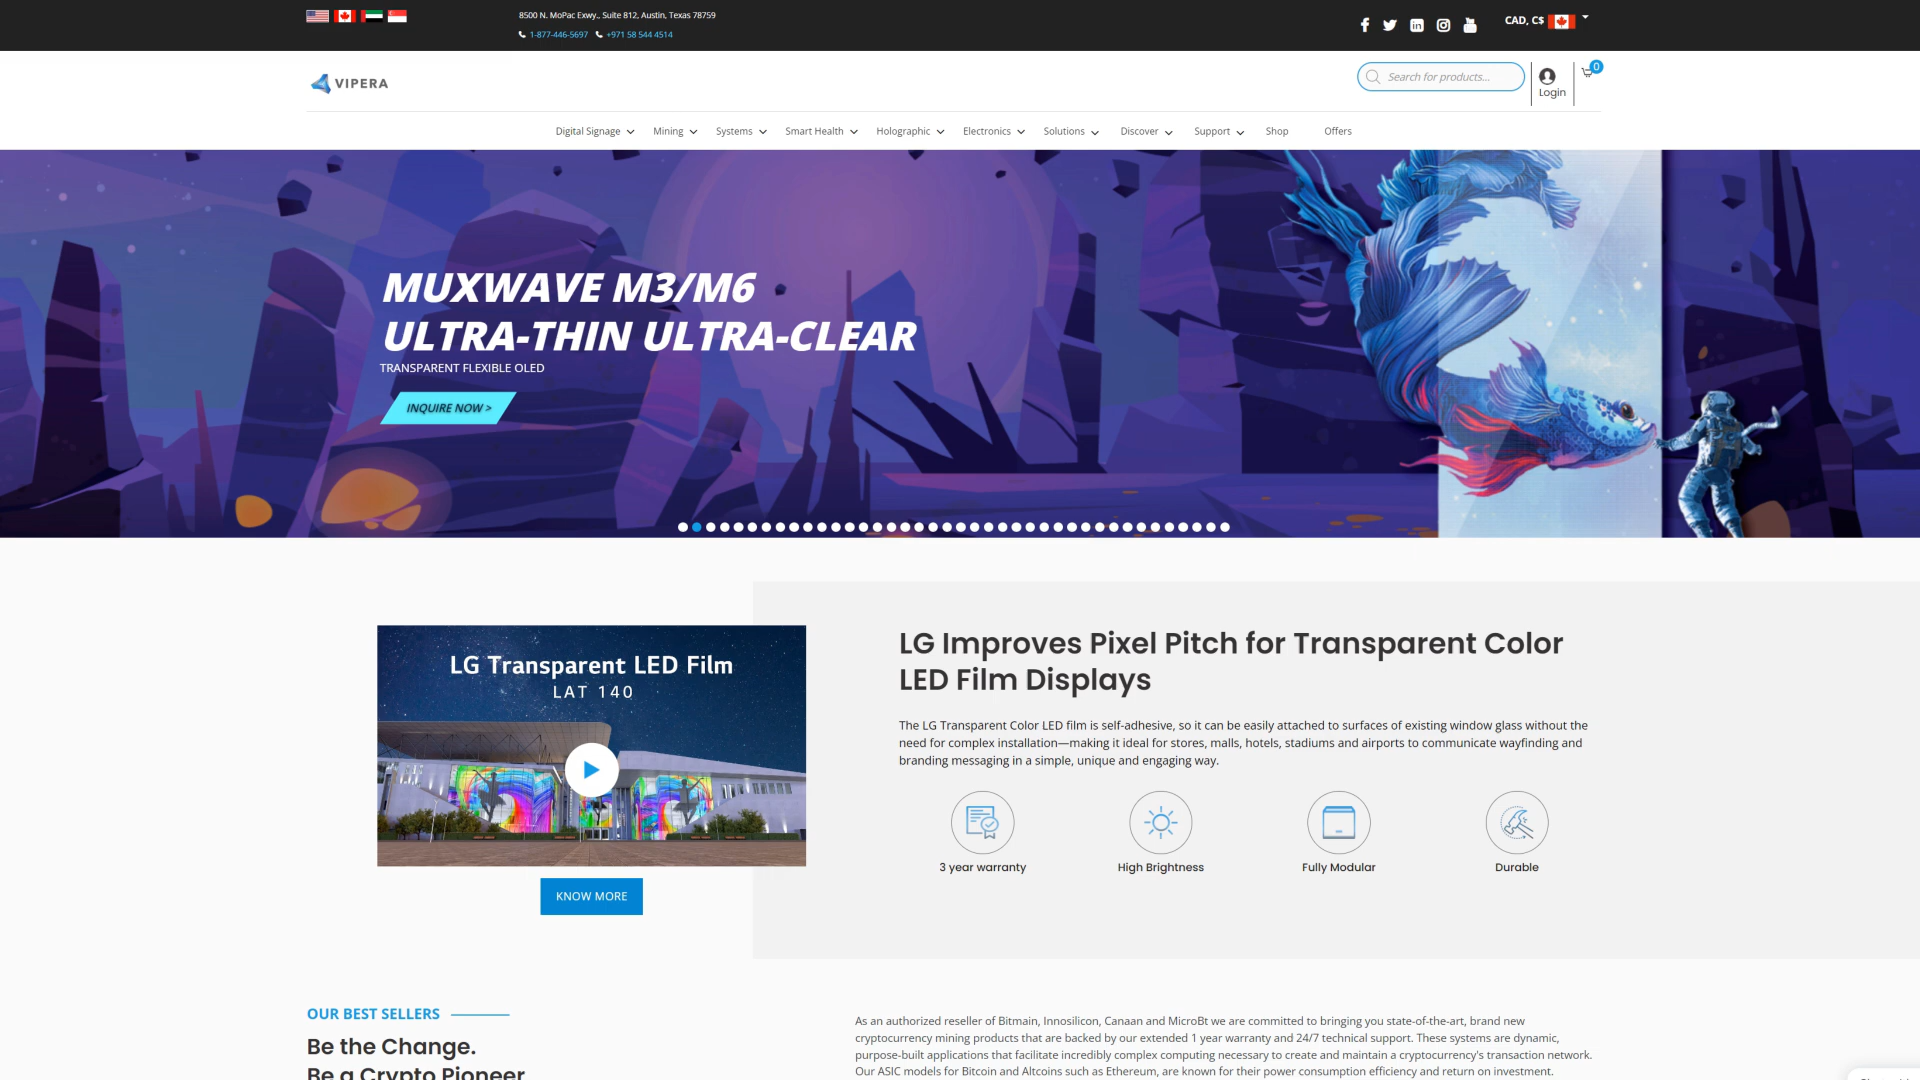 8500 N. MoPac Exwy., Suite 812, Austin, Texas 78759
1-877-446-5697 +971 58 544 4514
CAD, C$
VIPERA
Search for products...
Login
0
Digital Signage Mining Systems Smart Health Holographic Electronics Solutions Discover Support Shop Offers
MUXWAVE M3/M6
ULTRA-THIN ULTRA-CLEAR
TRANSPARENT FLEXIBLE OLED
INQUIRE NOW >
LG Transparent LED Film
LAT 140
KNOW MORE
LG Improves Pixel Pitch for Transparent Color
LED Film Displays
The LG Transparent Color LED film is self-adhesive, so it can be easily attached to surfaces of existing window glass without the
need for complex installation—making it ideal for stores, malls, hotels, stadiums and airports to communicate wayfinding and
branding messaging in a simple, unique and engaging way.
3 year warranty High Brightness Fully Modular Durable
OUR BEST SELLERS
Be the Change.
Be a Crypto Pioneer
As an authorized reseller of Bitmain, Innosilicon, Canaan and MicroBt we are committed to bringing you state-of-the-art, brand new
cryptocurrency mining products that are backed by our extended 1 year warranty and 24/7 technical support. These systems are dynamic,
purpose-built applications that facilitate incredibly complex computing necessary to create and maintain a cryptocurrency's transaction network.
Our ASIC models for Bitcoin and Altcoins such as Ethereum, are known for their power consumption efficiency and return on investment.